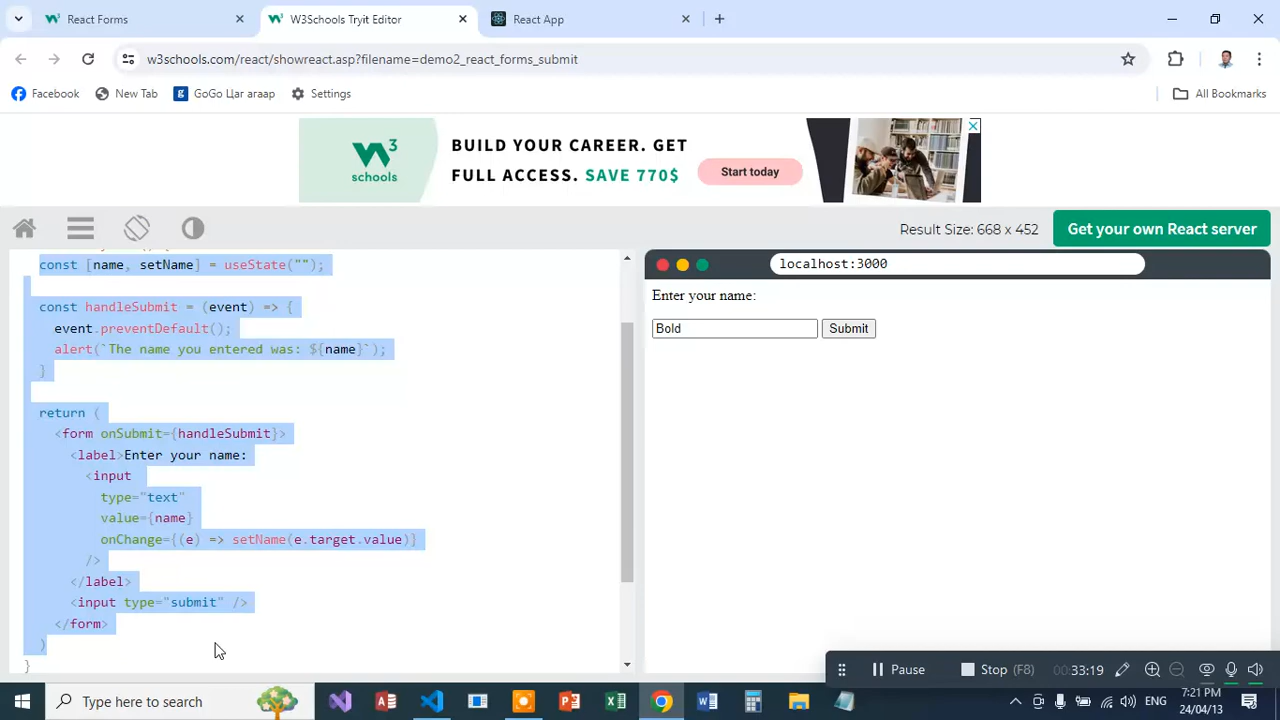 React Forms
W3Schools Tryit Editor
React App
w3schools.com/react/showreact.asp?filename=demo2_react_forms_submit
Facebook
New Tab
GoGo Цаг агаар
Settings
All Bookmarks
W3
schools
BUILD YOUR CAREER. GET
FULL ACCESS. SAVE 770$
Start today
Result Size: 668 x 452
Get your own React server
const [name, setName] = useState("");
const handleSubmit = (event) => {
event.preventDefault();
alert(`The name you entered was: ${name}`);
}
return (
<form onSubmit={handleSubmit}>
<label>Enter your name:
<input
type="text"
value={name}
onChange={(e) => setName(e.target.value)}
/>
</label>
<input type="submit" />
</form>
)
}
localhost:3000
Enter your name:
Bold
Submit
Pause
Stop (F8)
00:33:19
Type here to search
ENG
7:21 PM
24/04/13